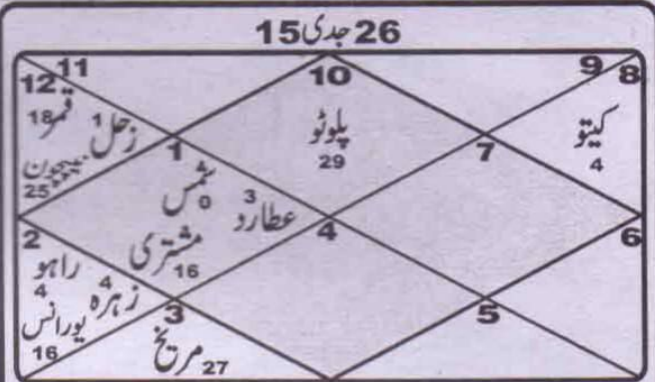 26 جدی 15
10
پلوٹو
29
11
12
قمر
18
زحل 1
نیپچون
25
1
شمس 4
0
عطارد 3
مشتری 4
16
2
راہو
4
زہرہ 4
یورانس
16
3
مریخ 27
4
5
6
7
8
کیتو
4
9